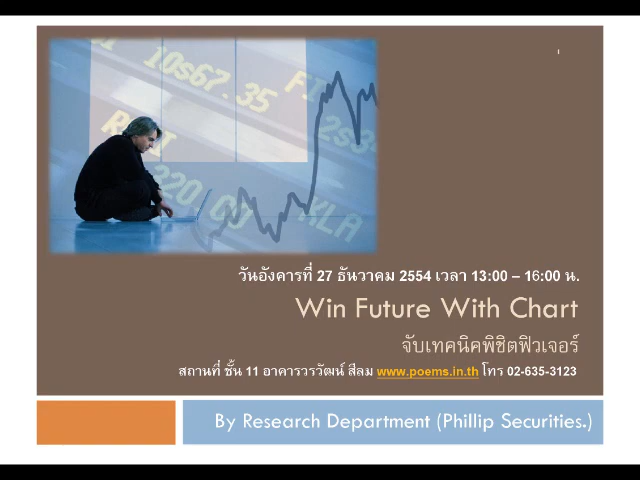 10s67.35
วันอังคารที่ 27 ธันวาคม 2554 เวลา 13:00 – 16:00 น.
Win Future With Chart
จับเทคนิคพิชิตฟิวเจอร์
สถานที่ ชั้น 11 อาคารวรวัฒน์ สีลม www.poems.in.th โทร 02-635-3123
By Research Department (Phillip Securities.)